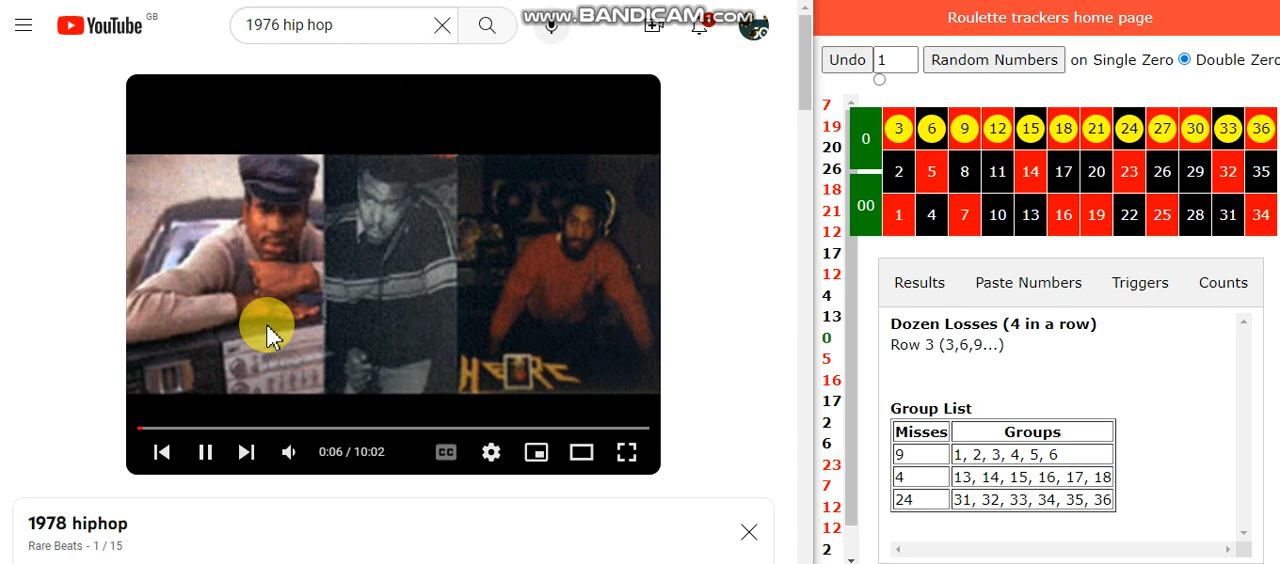 YouTube GB
1976 hip hop
www.BANDICAM.com
HERE
0:06 / 10:02
CC
1978 hiphop
Rare Beats - 1 / 15
Roulette trackers home page
Undo 1 Random Numbers on Single Zero Double Zero
7
19
20
26
18
21
12
17
12
4
13
0
5
16
17
2
6
23
7
12
12
2
0 3 6 9 12 15 18 21 24 27 30 33 36
2 5 8 11 14 17 20 23 26 29 32 35
00 1 4 7 10 13 16 19 22 25 28 31 34
Results Paste Numbers Triggers Counts
Dozen Losses (4 in a row)
Row 3 (3,6,9...)
Group List
Misses Groups
9 1, 2, 3, 4, 5, 6
4 13, 14, 15, 16, 17, 18
24 31, 32, 33, 34, 35, 36